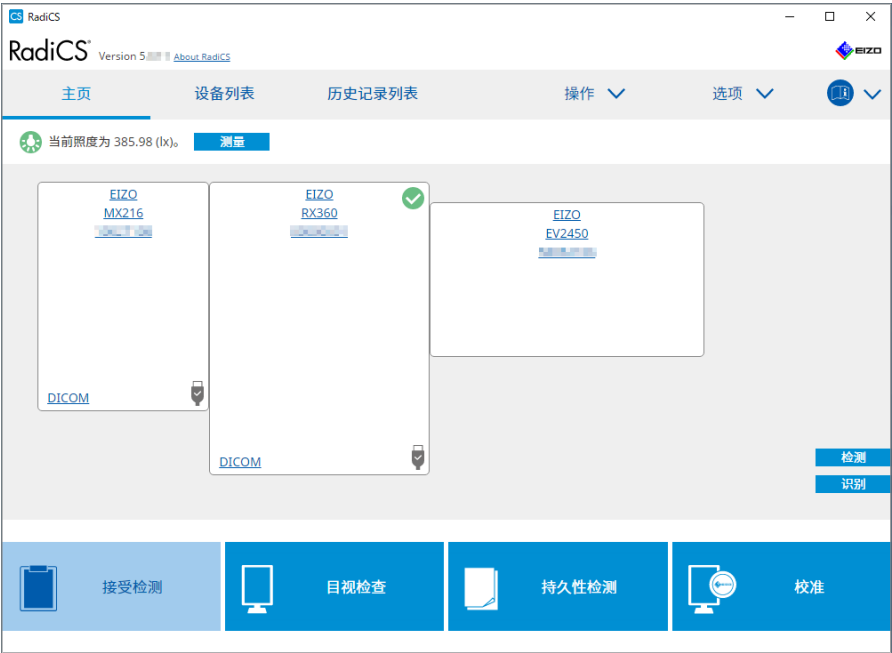 CS RadiCS
RadiCS® Version 5. About RadiCS
EIZO
主页 设备列表 历史记录列表 操作 选项
当前照度为 385.98 (lx)。 测量
EIZO
MX216
DICOM
EIZO
RX360
DICOM
EIZO
EV2450
检测
识别
接受检测 目视检查 持久性检测 校准